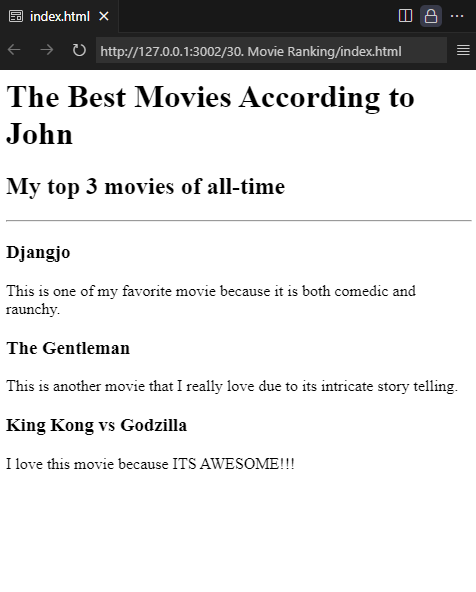 index.html
http://127.0.0.1:3002/30. Movie Ranking/index.html
The Best Movies According to
John
My top 3 movies of all-time
Djangjo
This is one of my favorite movie because it is both comedic and
raunchy.
The Gentleman
This is another movie that I really love due to its intricate story telling.
King Kong vs Godzilla
I love this movie because ITS AWESOME!!!